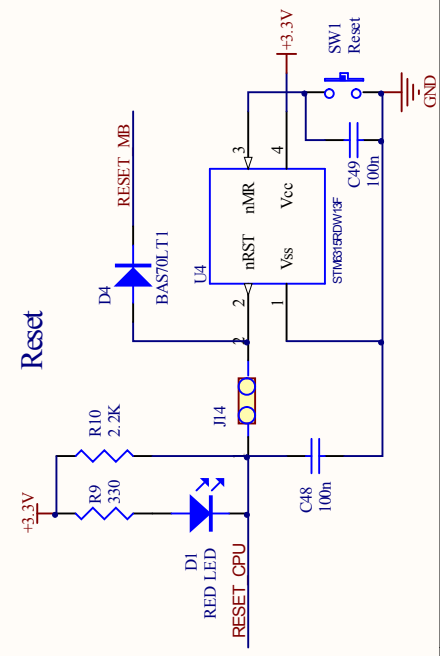 Reset
+3.3V
R9
330
R10
2.2K
D1
RED LED
RESET CPU
C48
100n
J14
D4
BAS70LT1
RESET MB
U4
2
2
1
nRST
Vss
nMR
Vcc
3
4
STM6315RDW13F
+3.3V
SW1
Reset
C49
100n
GND